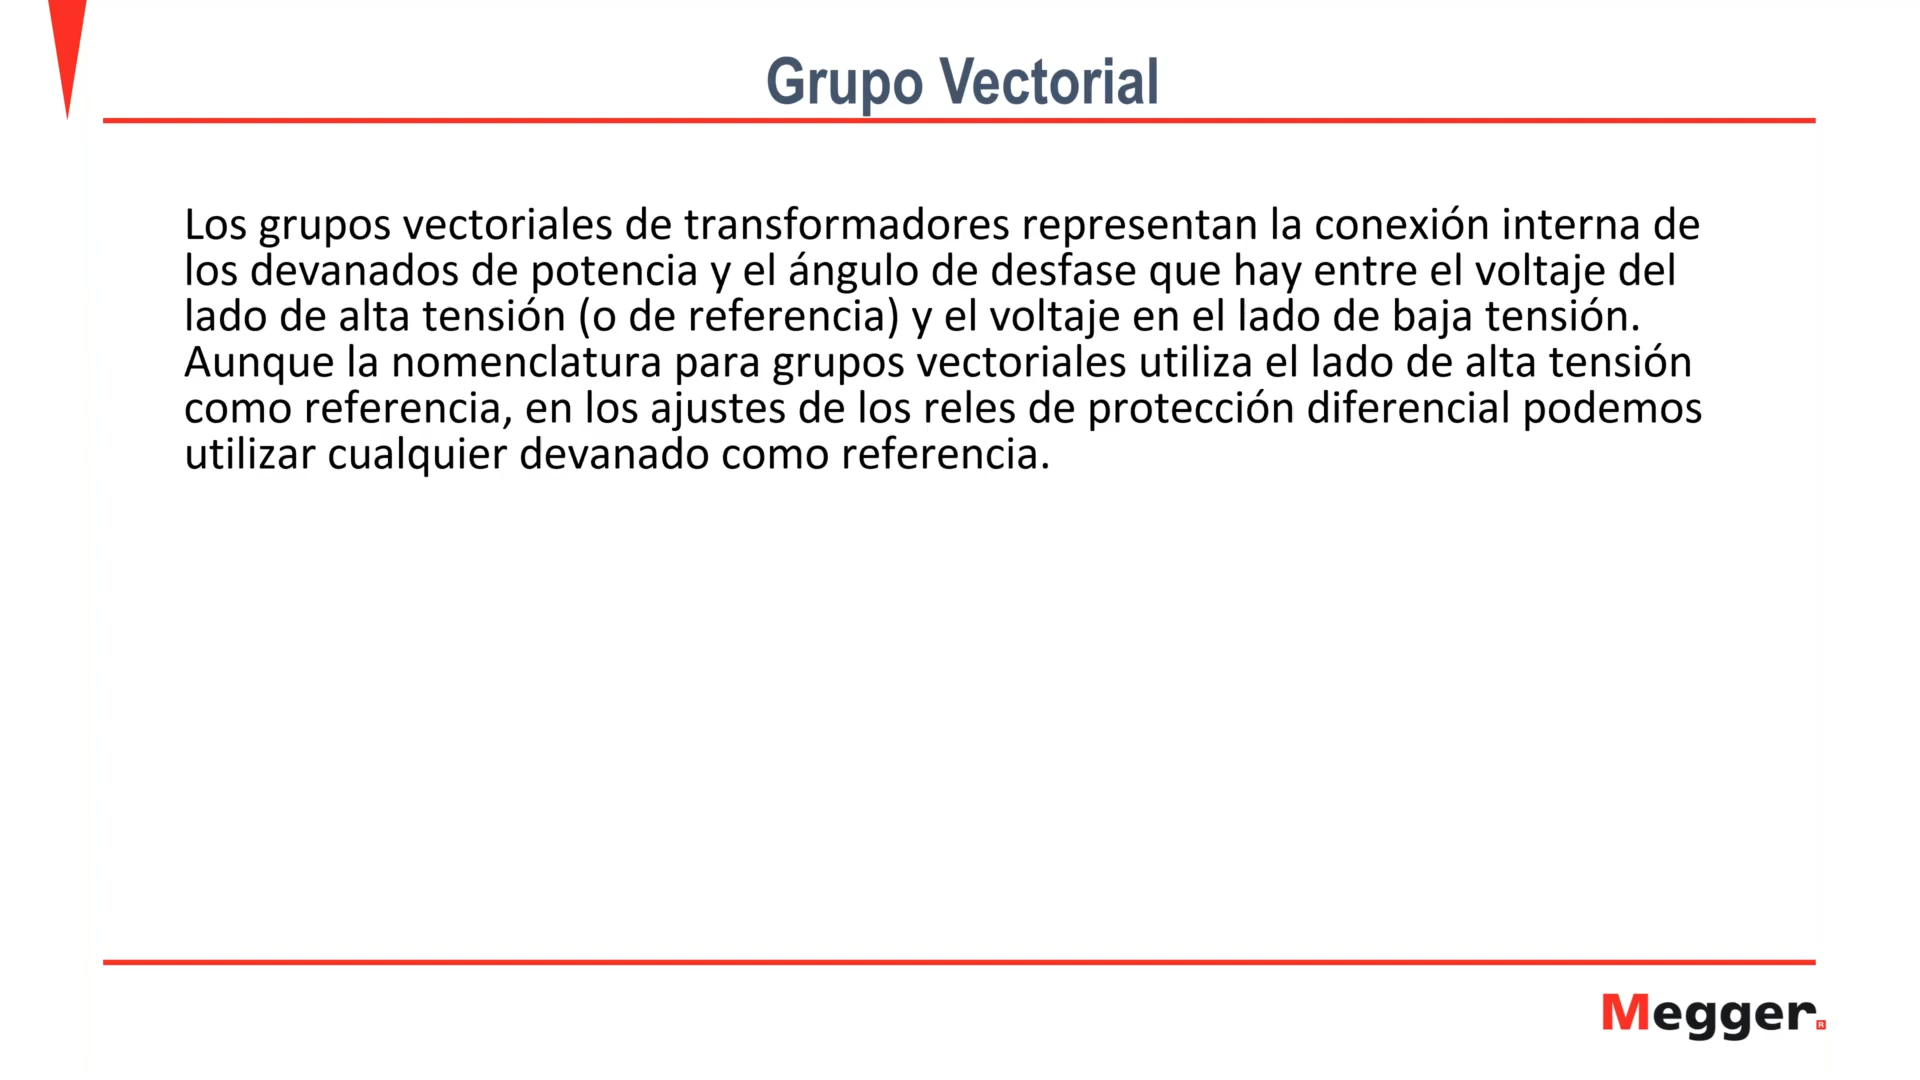 Grupo Vectorial
Los grupos vectoriales de transformadores representan la conexión interna de
los devanados de potencia y el ángulo de desfase que hay entre el voltaje del
lado de alta tensión (o de referencia) y el voltaje en el lado de baja tensión.
Aunque la nomenclatura para grupos vectoriales utiliza el lado de alta tensión
como referencia, en los ajustes de los reles de protección diferencial podemos
utilizar cualquier devanado como referencia.
Megger®